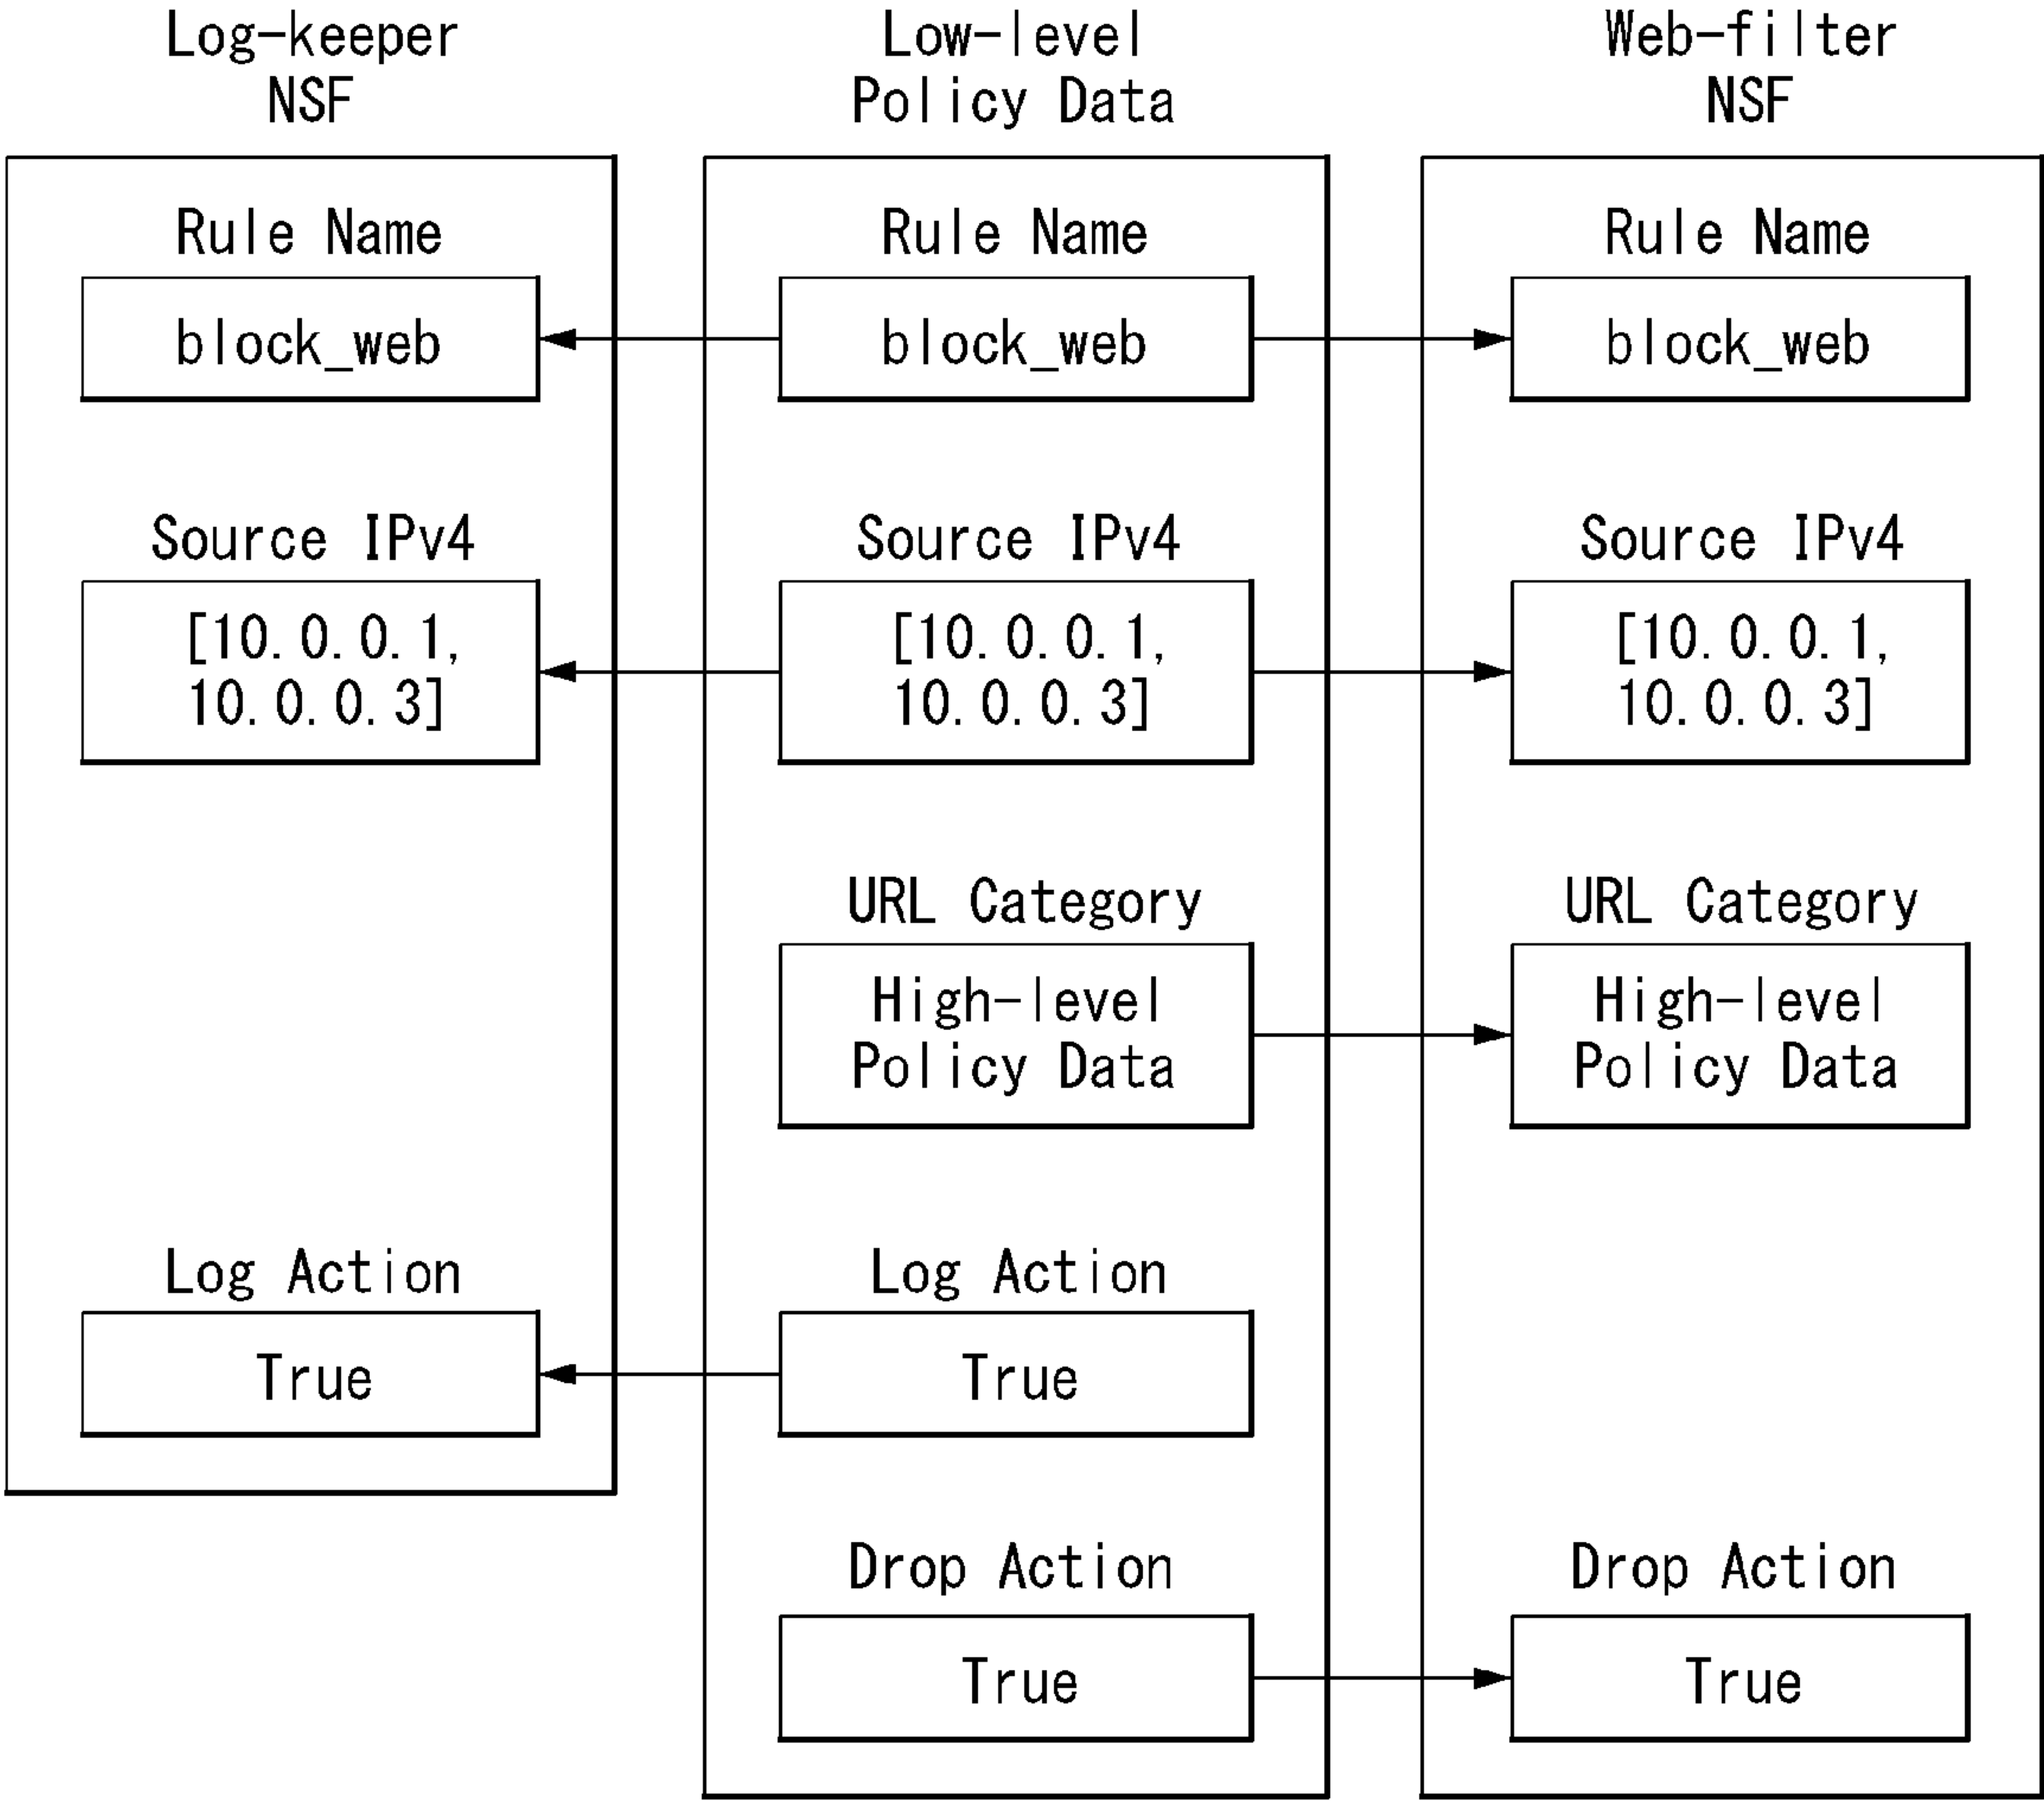 Log-keeper
NSF
Low-level
Policy Data
Web-filter
NSF
Rule Name
block_web
Source IPv4
[10.0.0.1,
10.0.0.3]
Log Action
True
Rule Name
block_web
Source IPv4
[10.0.0.1,
10.0.0.3]
URL Category
High-level
Policy Data
Log Action
True
Drop Action
True
Rule Name
block_web
Source IPv4
[10.0.0.1,
10.0.0.3]
URL Category
High-level
Policy Data
Drop Action
True